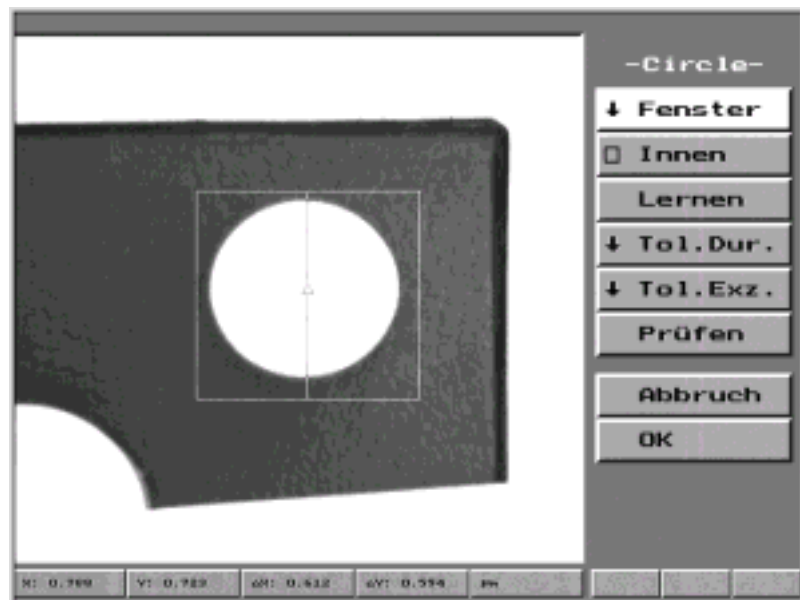 -Circle-
↓ Fenster
Innen
Lernen
↓ Tol.Dur.
↓ Tol.Exz.
Prüfen
Abbruch
OK